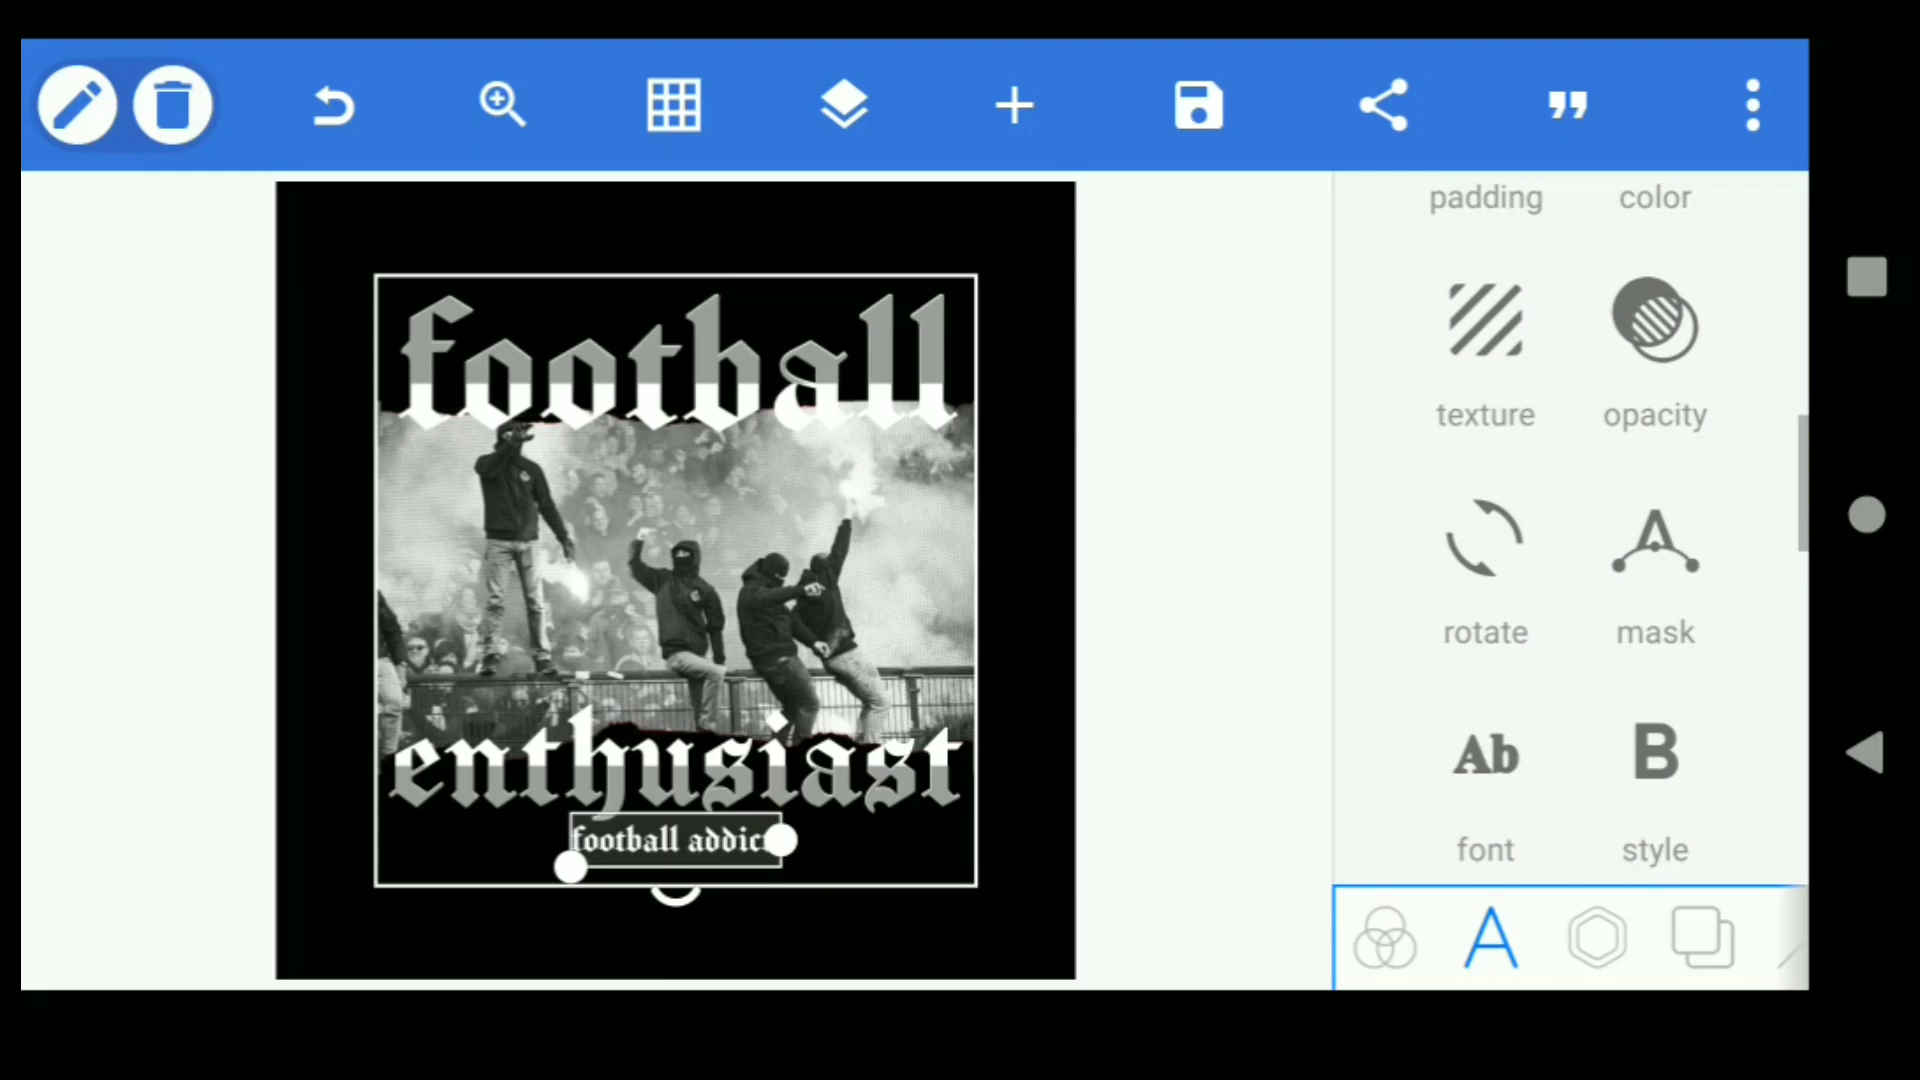 padding color
texture opacity
rotate mask
Ab B
font style
A
football
enthusiast
football addic